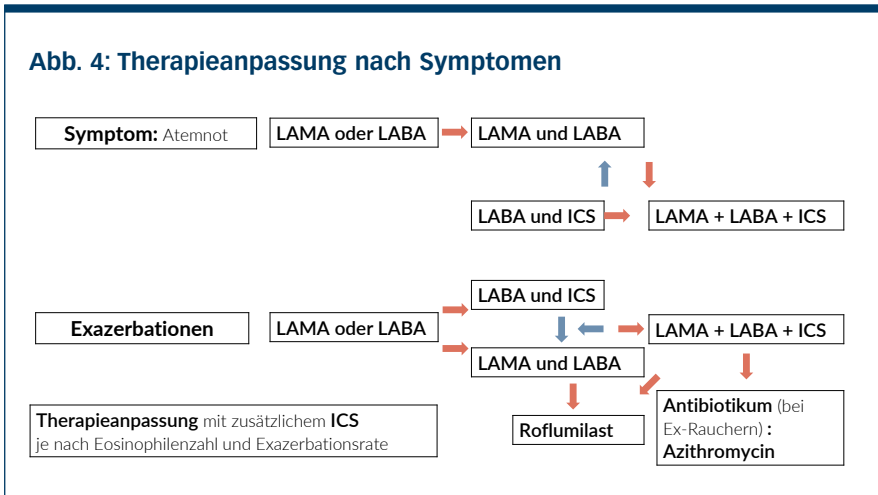 Abb. 4: Therapieanpassung nach Symptomen
Symptom: Atemnot
LAMA oder LABA
LAMA und LABA
LABA und ICS
LAMA + LABA + ICS
Exazerbationen
LAMA oder LABA
LABA und ICS
LAMA und LABA
LAMA + LABA + ICS
Therapieanpassung mit zusätzlichem ICS
je nach Eosinophilenzahl und Exazerbationsrate
Roflumilast
Antibiotikum (bei
Ex-Rauchern) :
Azithromycin